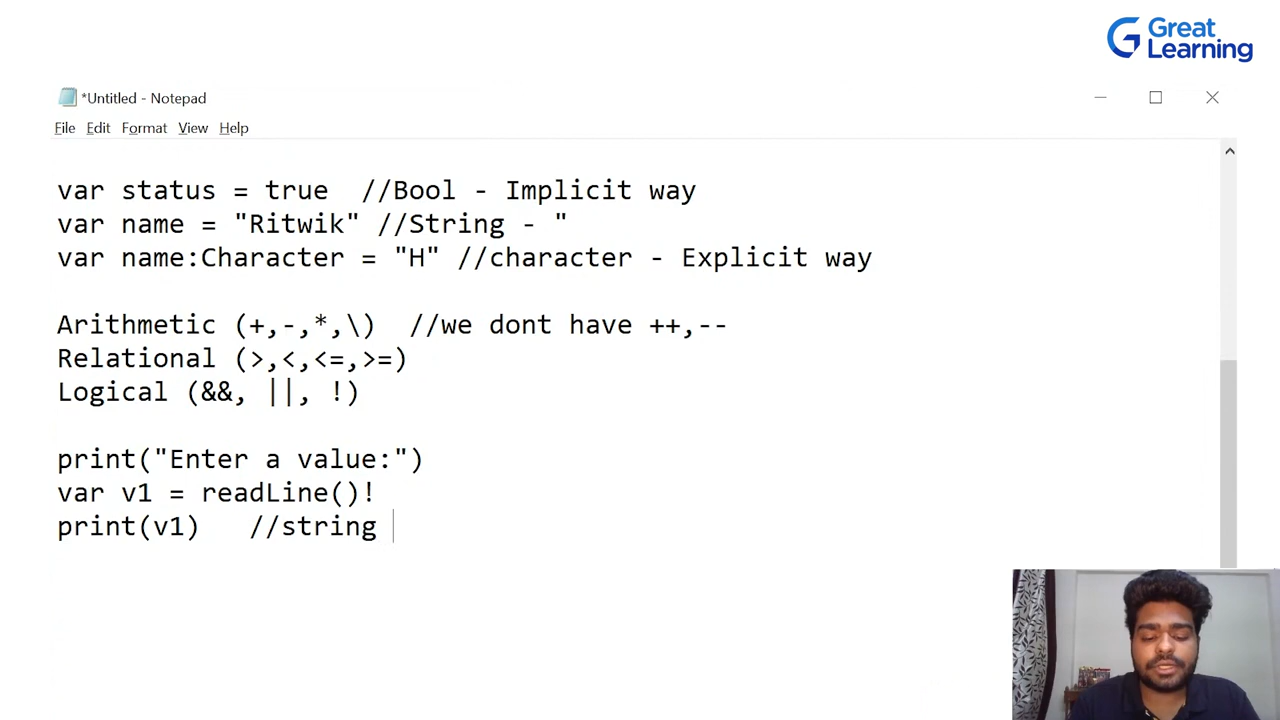 Great
Learning
*Untitled - Notepad
File Edit Format View Help
var status = true //Bool - Implicit way
var name = "Ritwik" //String - "
var name:Character = "H" //character - Explicit way
Arithmetic (+,-,*,\) //we dont have ++,--
Relational (>,<,<=,>=)
Logical (&&, ||, !)
print("Enter a value:")
var v1 = readLine()!
print(v1) //string